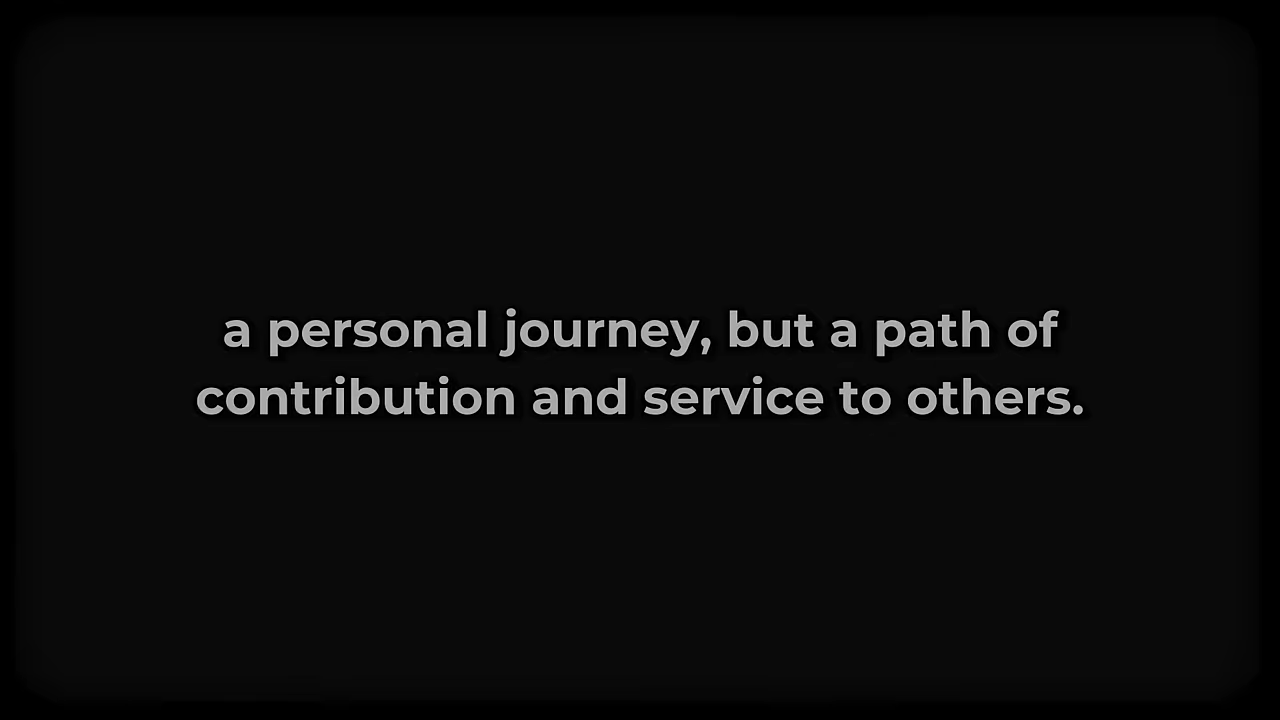 a personal journey, but a path of
contribution and service to others.